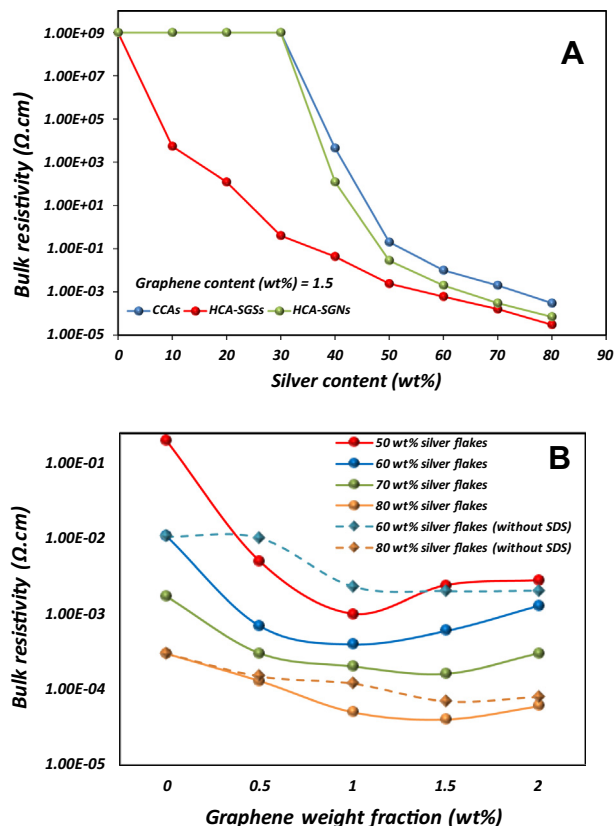 A
1.00E+09
1.00E+07
1.00E+05
1.00E+03
1.00E+01
1.00E-01
1.00E-03
1.00E-05
Bulk resistivity (Ω.cm)
Graphene content (wt%) = 1.5
CCAs HCA-SGSs HCA-SGNs
0 10 20 30 40 50 60 70 80 90
Silver content (wt%)
B
50 wt% silver flakes
60 wt% silver flakes
70 wt% silver flakes
80 wt% silver flakes
60 wt% silver flakes (without SDS)
80 wt% silver flakes (without SDS)
1.00E-01
1.00E-02
1.00E-03
1.00E-04
1.00E-05
Bulk resistivity (Ω.cm)
0 0.5 1 1.5 2
Graphene weight fraction (wt%)